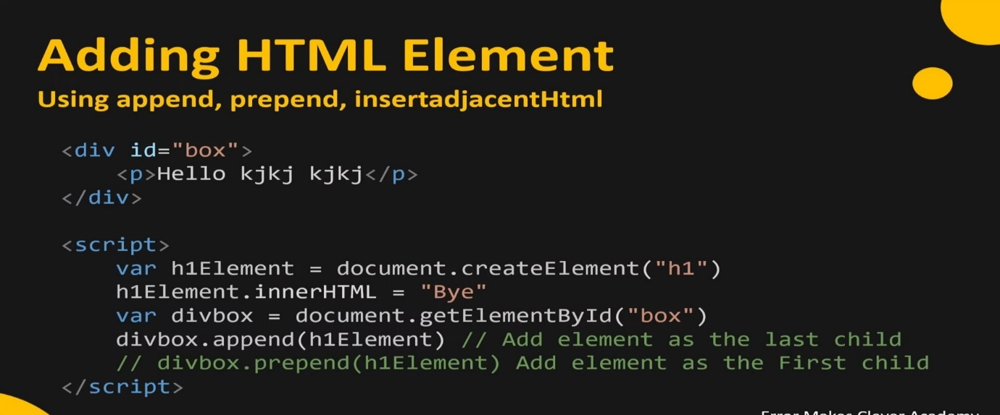 Adding HTML Element
Using append, prepend, insertadjacentHtml
<div id="box">
<p>Hello kjkj kjkj</p>
</div>
<script>
var h1Element = document.createElement("h1")
h1Element.innerHTML = "Bye"
var divbox = document.getElementById("box")
divbox.append(h1Element) // Add element as the last child
// divbox.prepend(h1Element) Add element as the First child
</script>
Error Makes Clever Academy